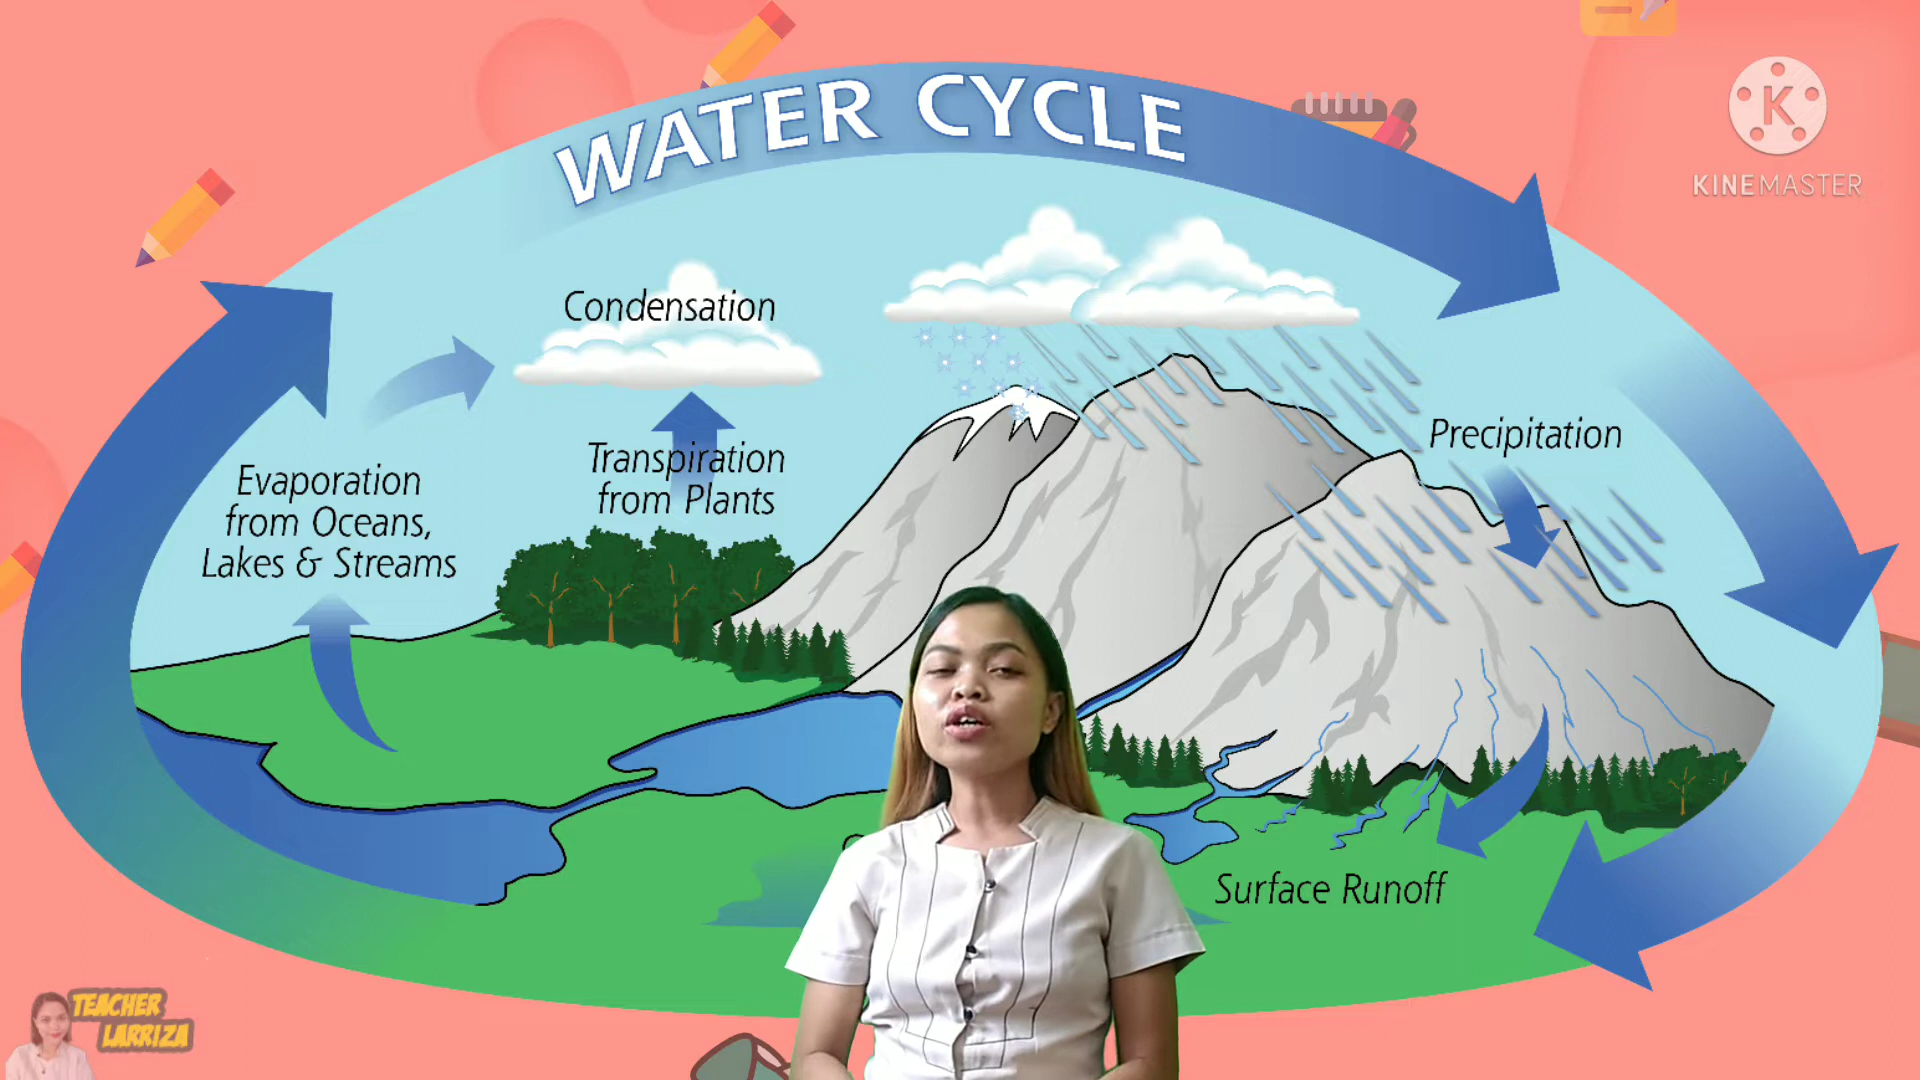 WATER CYCLE
K
KINEMASTER
Condensation
Precipitation
Transpiration
from Plants
Evaporation
from Oceans,
Lakes & Streams
Surface Runoff
TEACHER
LARRIZA